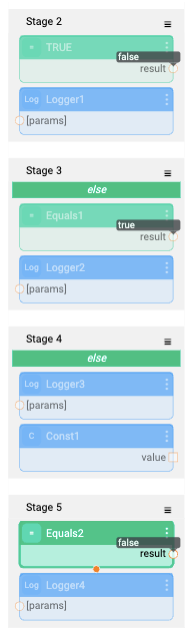 Stage 2
TRUE
false
result
Log Logger1
[params]
Stage 3
else
Equals1
true
result
Log Logger2
[params]
Stage 4
else
Log Logger3
[params]
C Const1
value
Stage 5
Equals2
false
result
Log Logger4
[params]